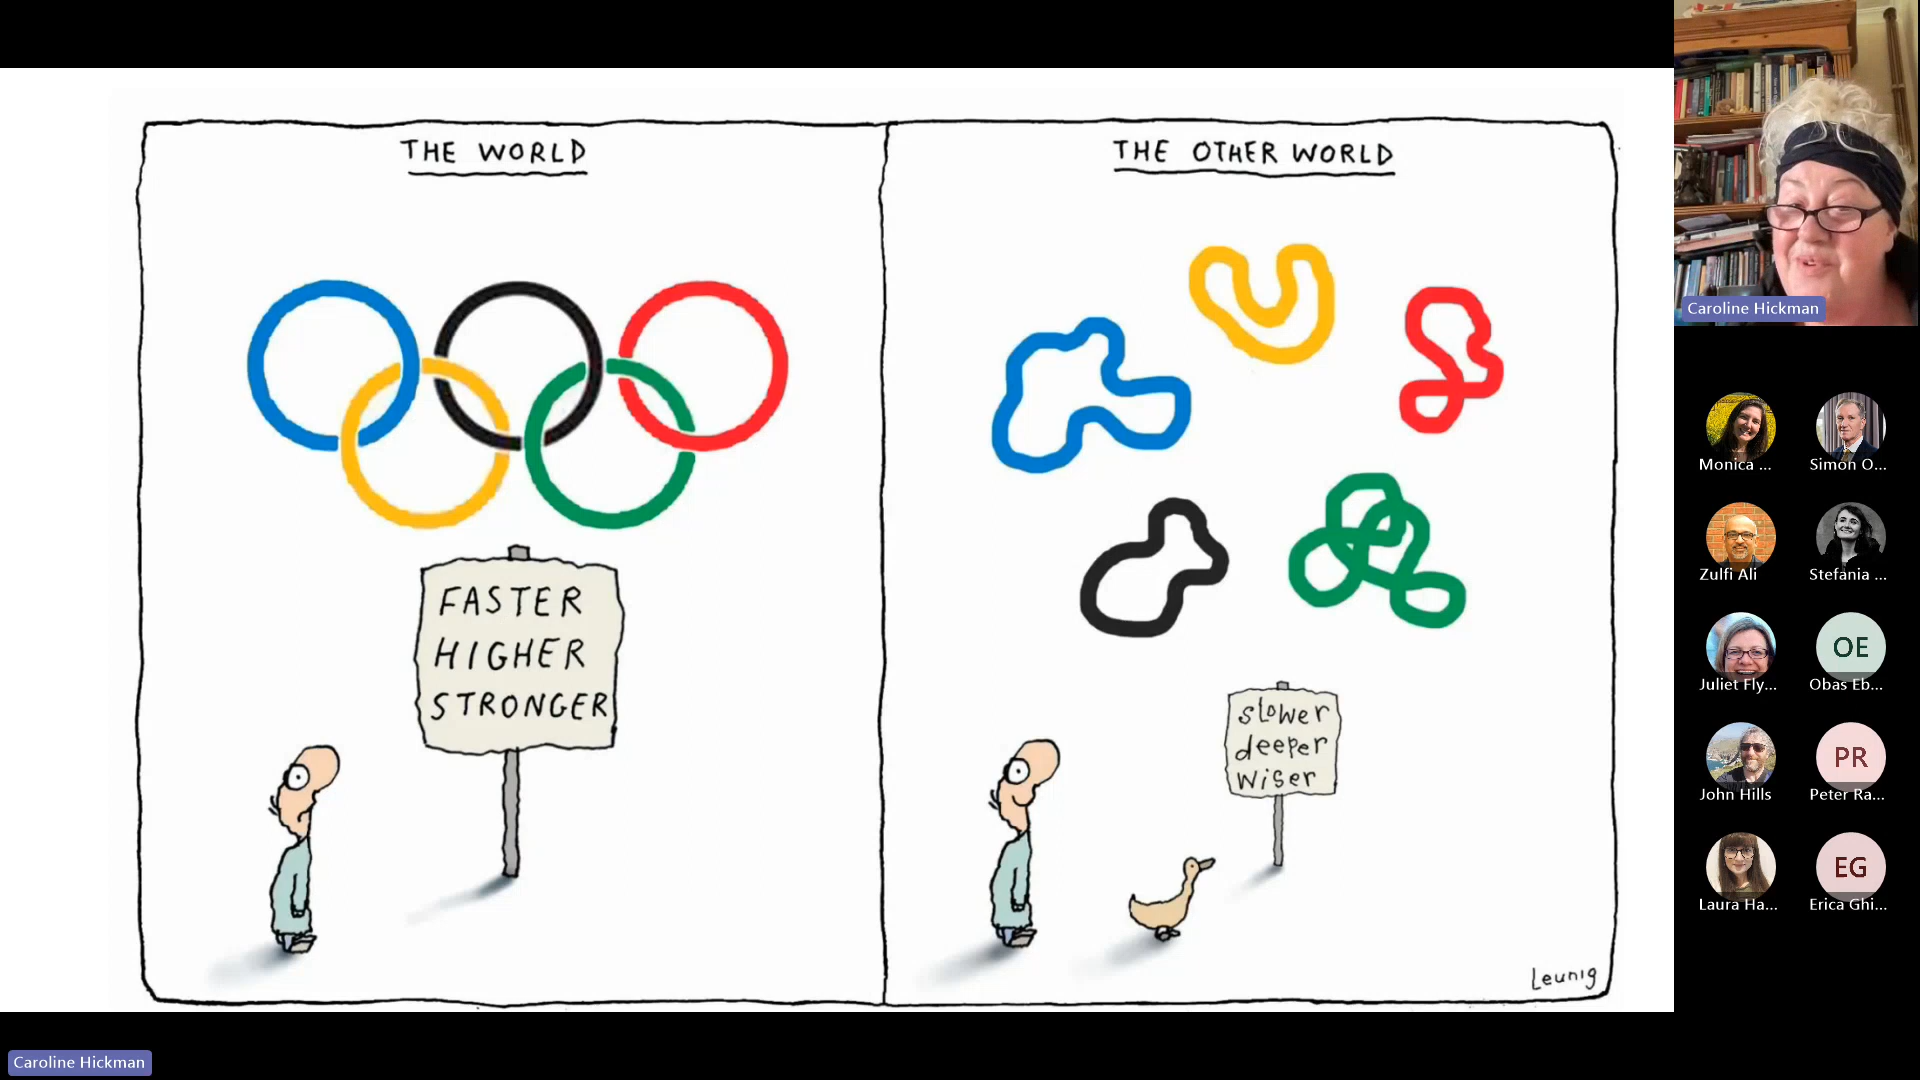 THE WORLD
FASTER
HIGHER
STRONGER
THE OTHER WORLD
slower
deeper
wiser
Leunig
Caroline Hickman
Monica ...
Simon O...
Zulfi Ali
Stefania ...
Juliet Fly...
OE
Obas Eb...
John Hills
PR
Peter Ra...
Laura Ha...
EG
Erica Ghi...
Caroline Hickman